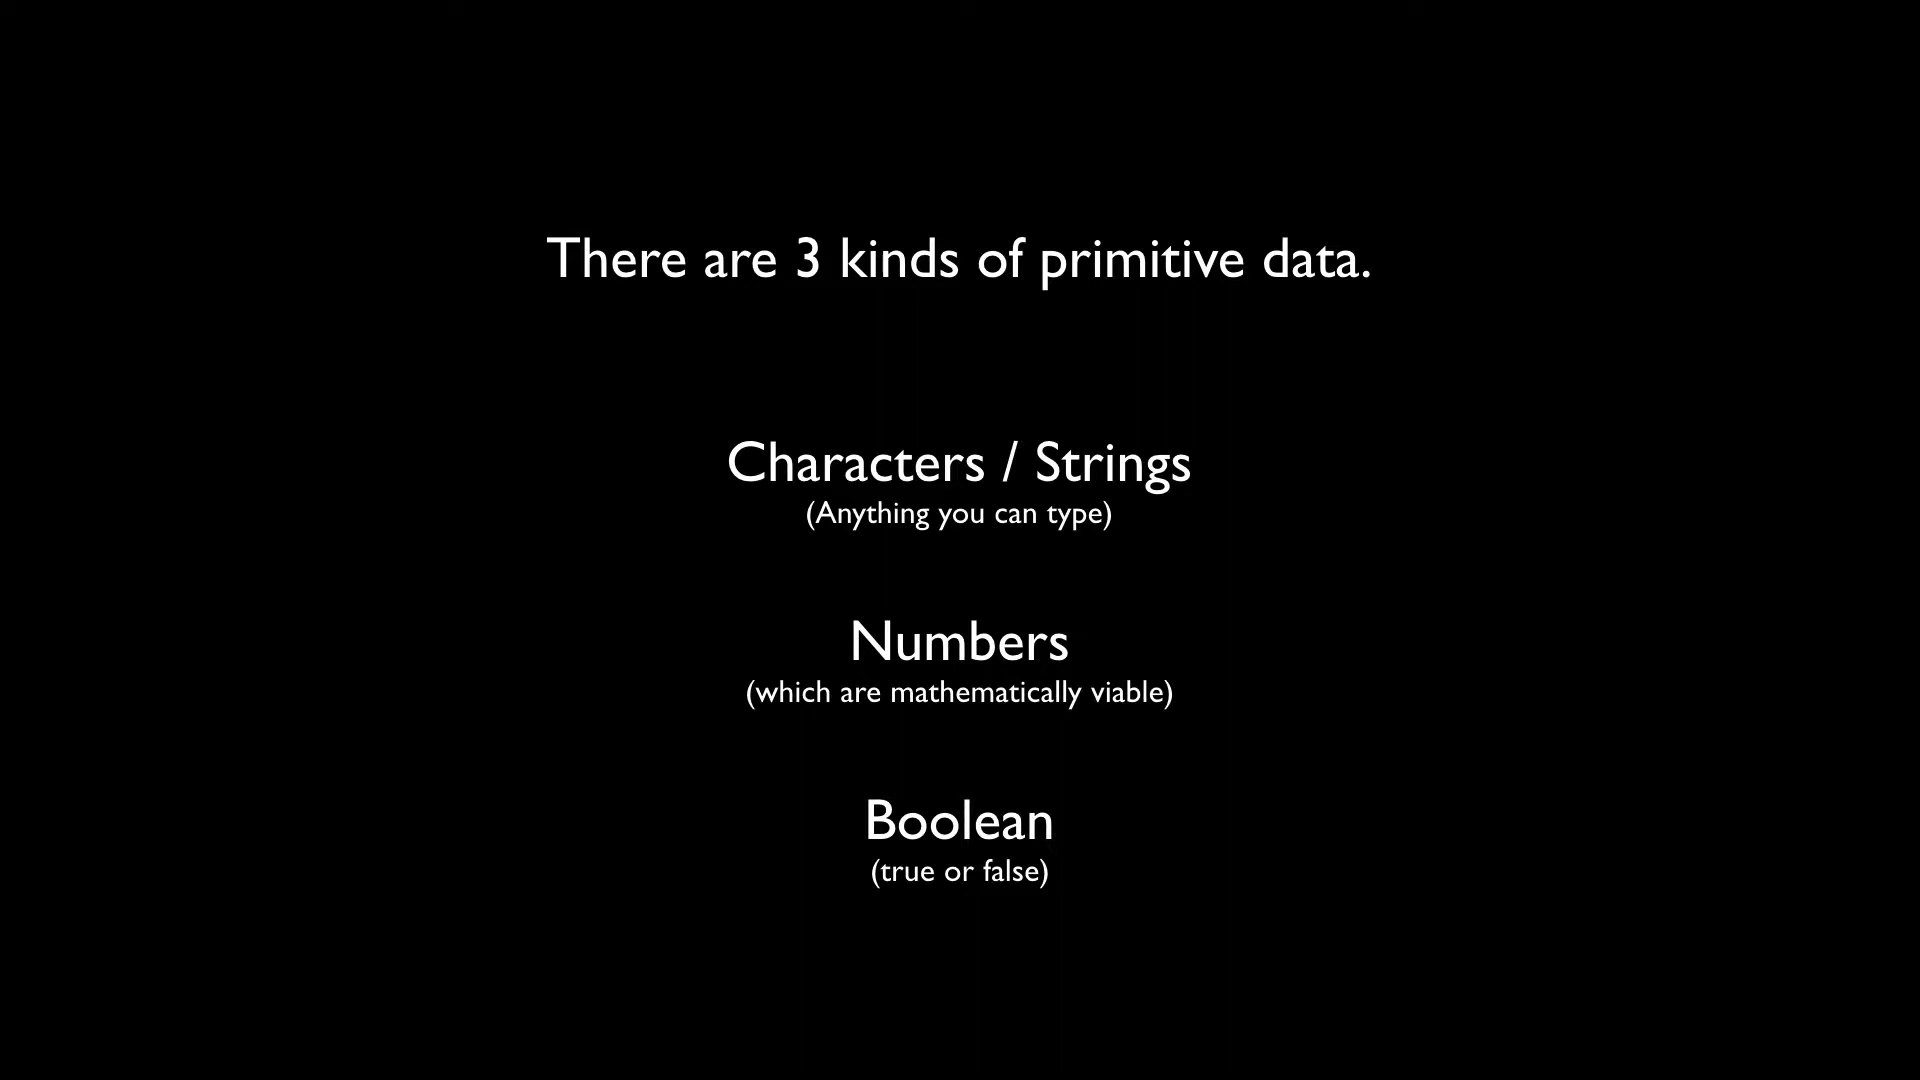 There are 3 kinds of primitive data.
Characters / Strings
(Anything you can type)
Numbers
(which are mathematically viable)
Boolean
(true or false)